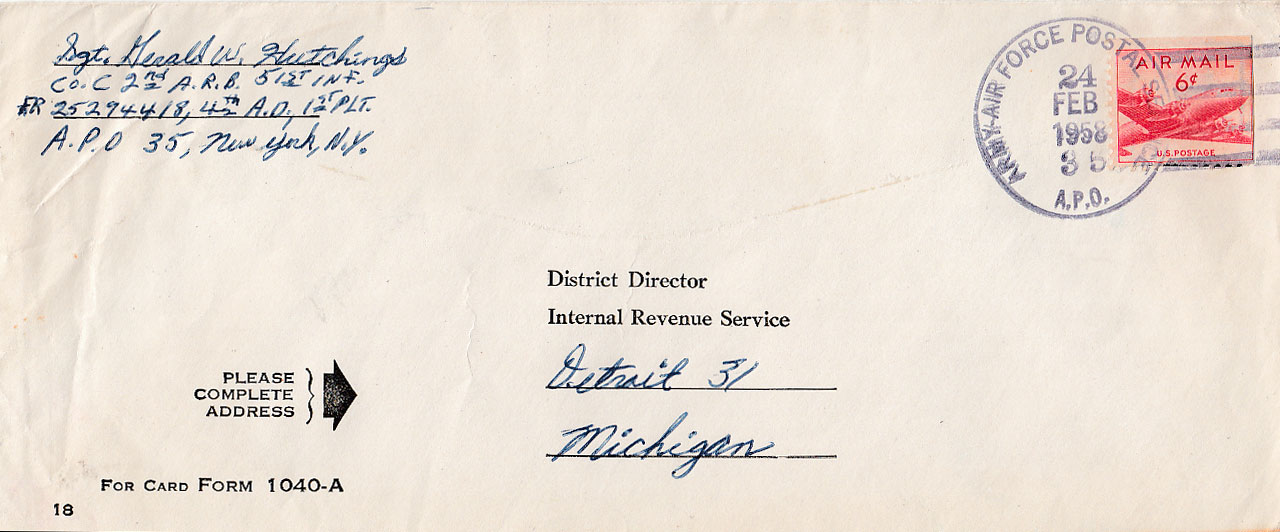 Sgt. Gerald W. Hutchings
CO. C 2nd A.R.B. 51ST INF.
ER 25294418, 4th A.D., 1ST PLT.
A.P.O 35, New York, N.Y.
ARMY-AIR FORCE POSTAL
24
FEB
1958
35
A.P.O.
AIR MAIL
6¢
U.S. POSTAGE
District Director
Internal Revenue Service
Detroit 31
Michigan
PLEASE
COMPLETE
ADDRESS
FOR CARD FORM 1040-A
18